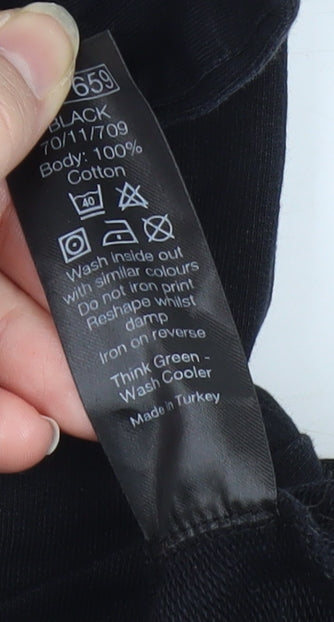 659
BLACK
70/11/709
Body: 100%
Cotton
40
Wash inside out
with similar colours
Do not iron print
Reshape whilst
damp
Iron on reverse
Think Green -
Wash Cooler
Made in Turkey